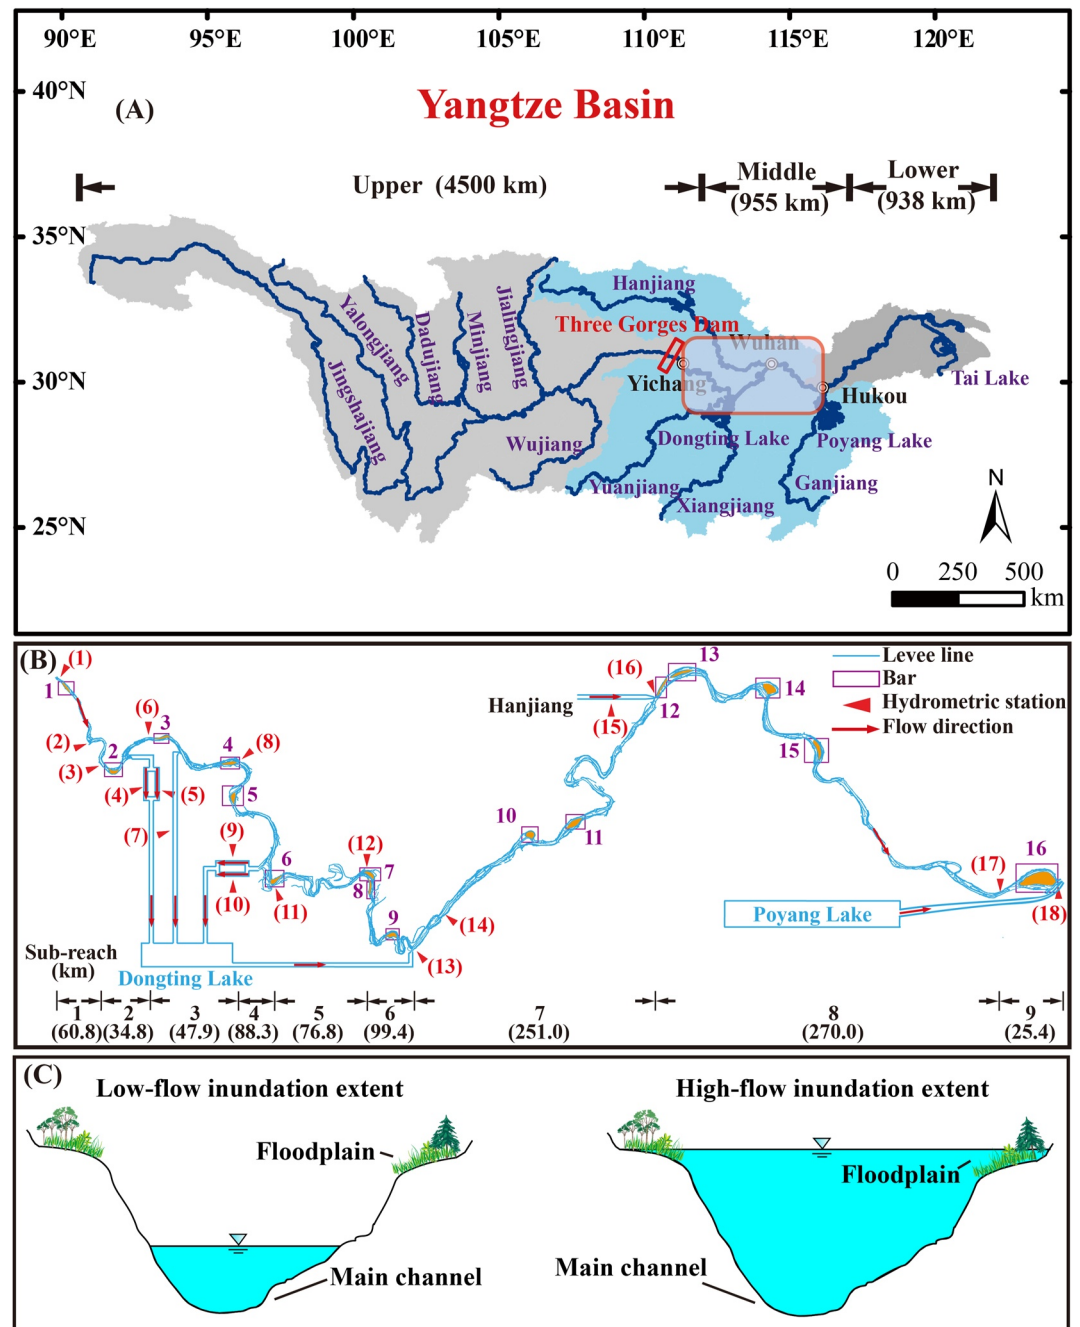 90°E 95°E 100°E 105°E 110°E 115°E 120°E
40°N
(A)
Yangtze Basin
Upper (4500 km)
Middle
(955 km)
Lower
(938 km)
35°N
Hanjiang
Three Gorges Dam
Wuhan
Yalongjiang
Dadujiang
Minjiang
Jialingjiang
Jingshajiang
30°N
Yichang
Hukou
Tai Lake
Wujiang
Dongting Lake
Poyang Lake
Yuanjiang
Xiangjiang
Ganjiang
25°N
N
0 250 500
km
(B)
(1)
1
(2)
(3)
2
(6)
3
4
(8)
(4)
(5)
5
(7)
(9)
(10)
6
(11)
(12)
7
8
9
(13)
(14)
10
11
Hanjiang
(15)
(16)
12
13
14
15
(17)
16
(18)
Levee line
Bar
Hydrometric station
Flow direction
Poyang Lake
Dongting Lake
Sub-reach
(km)
1 2 3 4 5 6 7 8 9
(60.8) (34.8) (47.9) (88.3) (76.8) (99.4) (251.0) (270.0) (25.4)
(C)
Low-flow inundation extent
High-flow inundation extent
Floodplain
Floodplain
Main channel
Main channel